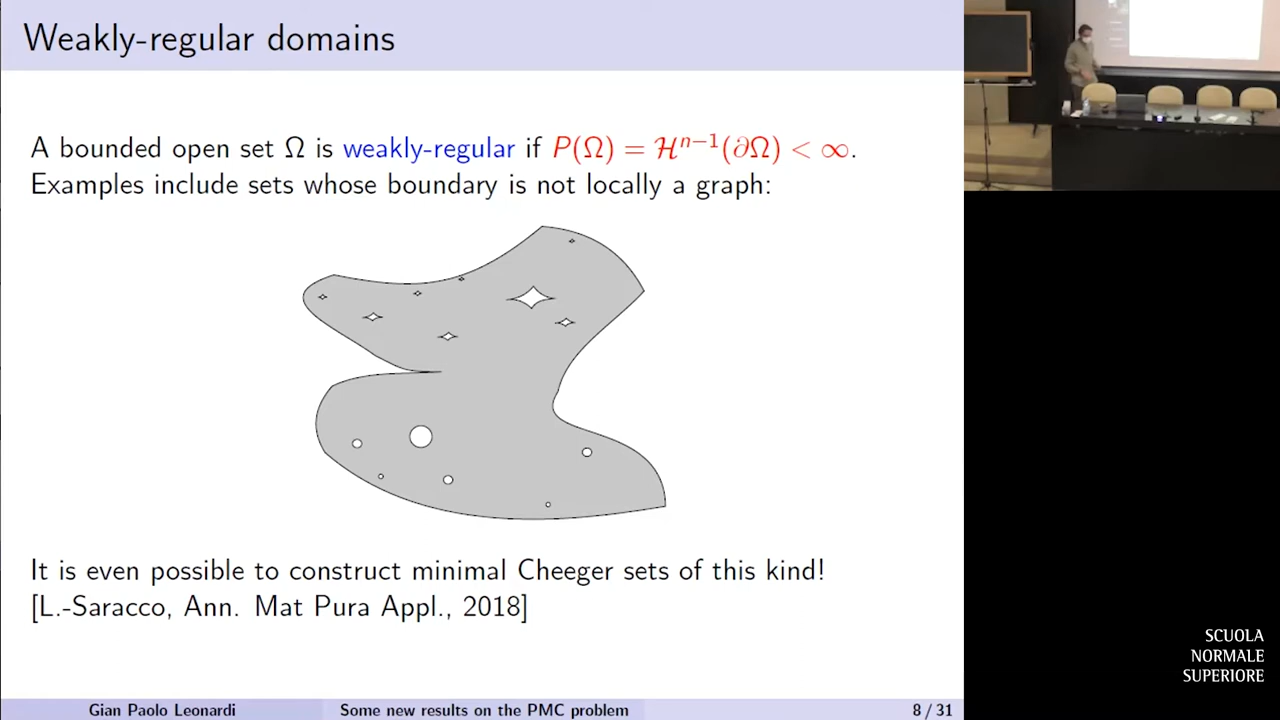 Weakly-regular domains
A bounded open set Ω is weakly-regular if P(Ω) = ℋⁿ⁻¹(∂Ω) < ∞.
Examples include sets whose boundary is not locally a graph:
It is even possible to construct minimal Cheeger sets of this kind!
[L.-Saracco, Ann. Mat Pura Appl., 2018]
Gian Paolo Leonardi Some new results on the PMC problem 8 / 31
SCUOLA
NORMALE
SUPERIORE